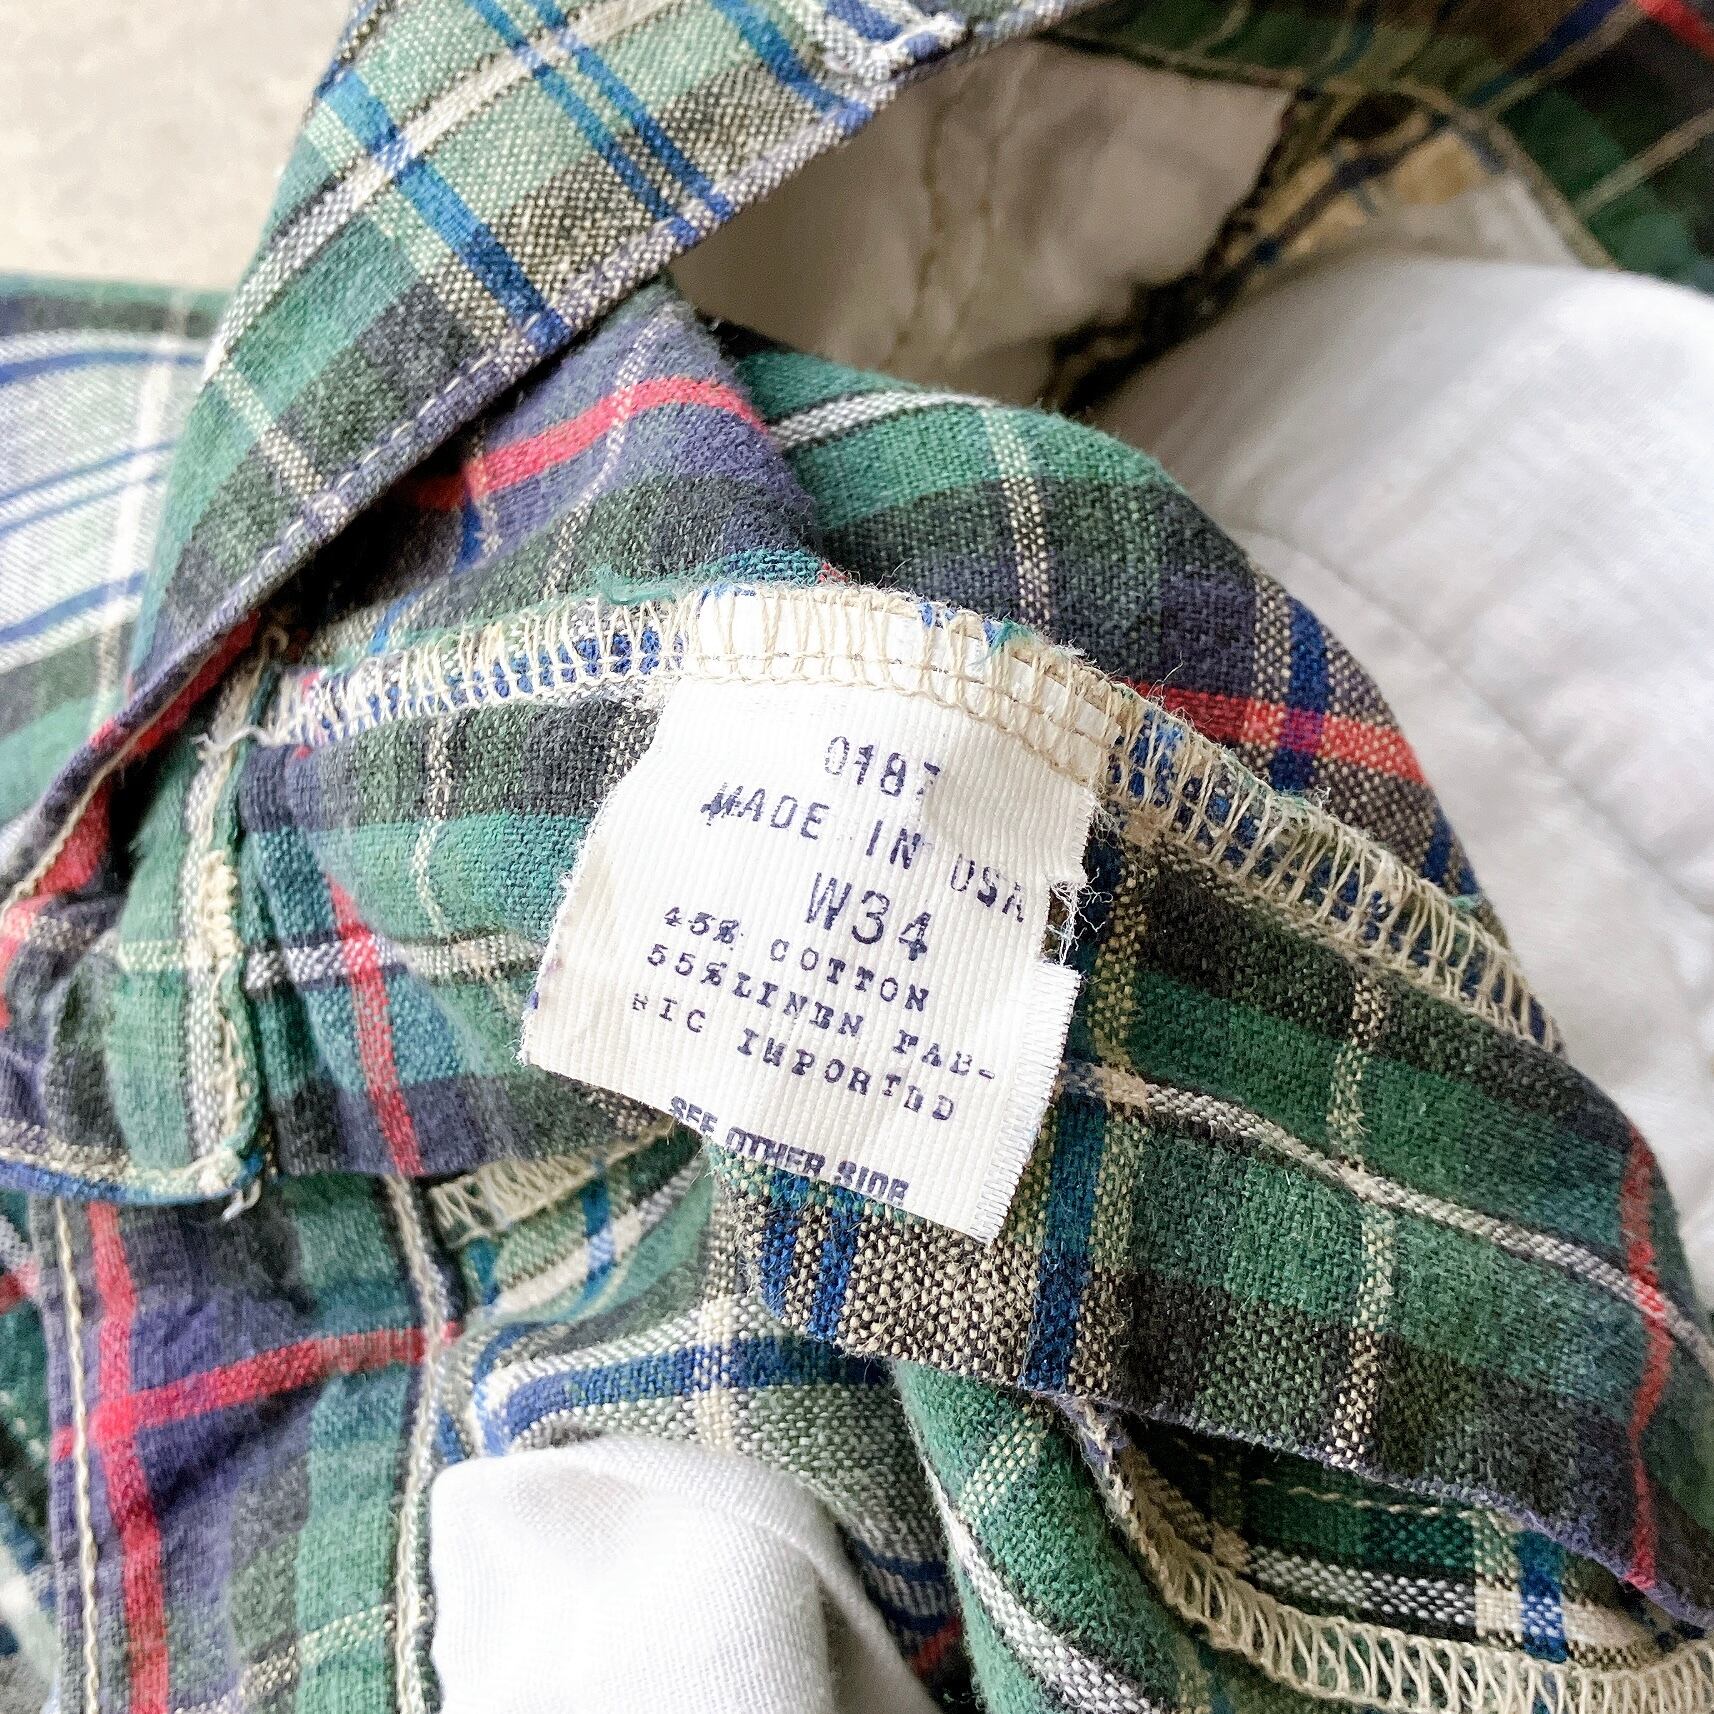 0187
MADE IN USA
W34
45% COTTON
55%LINEN FAB-
RIC IMPORTED
SEE OTHER SIDE